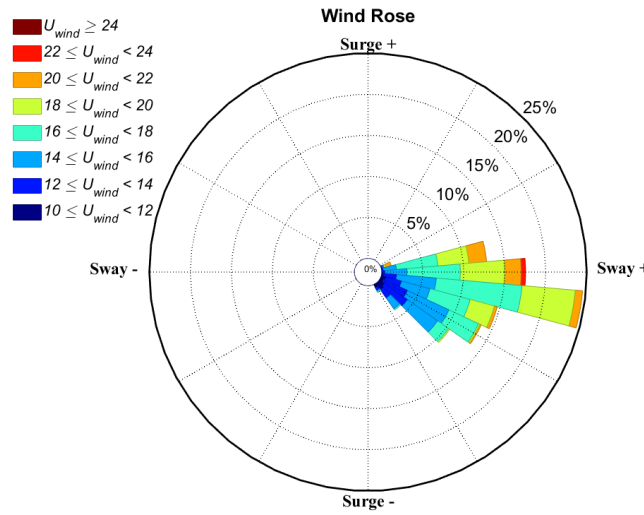 Wind Rose
U_wind ≥ 24
22 ≤ U_wind < 24
20 ≤ U_wind < 22
18 ≤ U_wind < 20
16 ≤ U_wind < 18
14 ≤ U_wind < 16
12 ≤ U_wind < 14
10 ≤ U_wind < 12
Surge +
25%
20%
15%
10%
5%
0%
Sway -
Sway +
Surge -